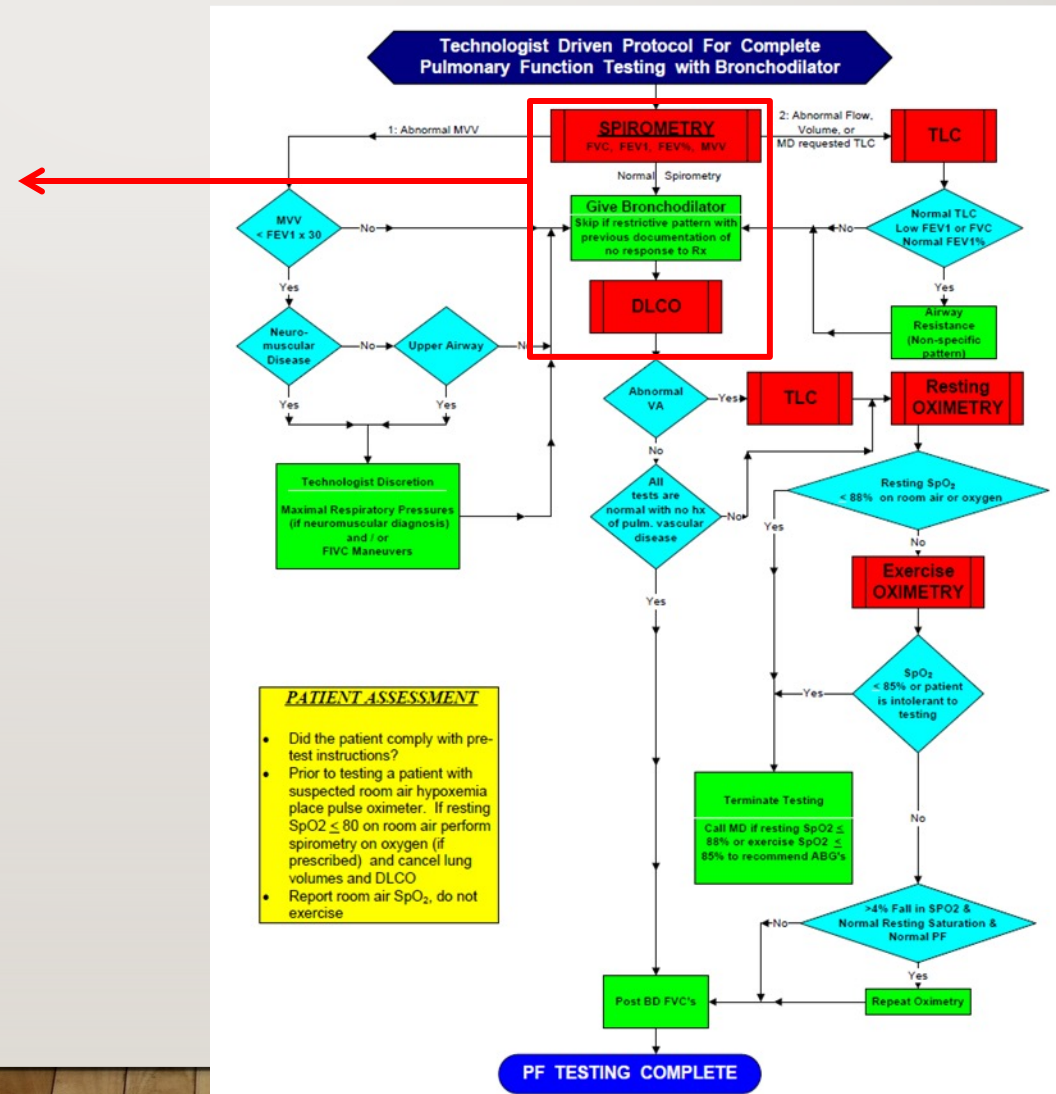 Technologist Driven Protocol For Complete
Pulmonary Function Testing with Bronchodilator
1: Abnormal MVV
SPIROMETRY
FVC, FEV1, FEV%, MVV
2: Abnormal Flow,
Volume, or
MD requested TLC
TLC
Normal Spirometry
MVV
< FEV1 x 30
No
Give Bronchodilator
Skip if restrictive pattern with
previous documentation of
no response to Rx
No
Normal TLC
Low FEV1 or FVC
Normal FEV1%
Yes
Yes
DLCO
Airway
Resistance
(Non-specific
pattern)
Neuro-
muscular
Disease
No
Upper Airway
No
Yes
Yes
Abnormal
VA
Yes
TLC
Resting
OXIMETRY
No
Technologist Discretion
Maximal Respiratory Pressures
(if neuromuscular diagnosis)
and / or
FIVC Maneuvers
All
tests are
normal with no hx
of pulm. vascular
disease
No
Resting SpO₂
< 88% on room air or oxygen
Yes
No
Exercise
OXIMETRY
Yes
SpO₂
≤ 85% or patient
is intolerant to
testing
Yes
PATIENT ASSESSMENT
• Did the patient comply with pre-
test instructions?
• Prior to testing a patient with
suspected room air hypoxemia
place pulse oximeter. If resting
SpO2 ≤ 80 on room air perform
spirometry on oxygen (if
prescribed) and cancel lung
volumes and DLCO
• Report room air SpO₂, do not
exercise
Terminate Testing
Call MD if resting SpO2 ≤
88% or exercise SpO2 ≤
85% to recommend ABG's
No
>4% Fall in SPO2 &
Normal Resting Saturation &
Normal PF
No
Yes
Post BD FVC's
Repeat Oximetry
PF TESTING COMPLETE